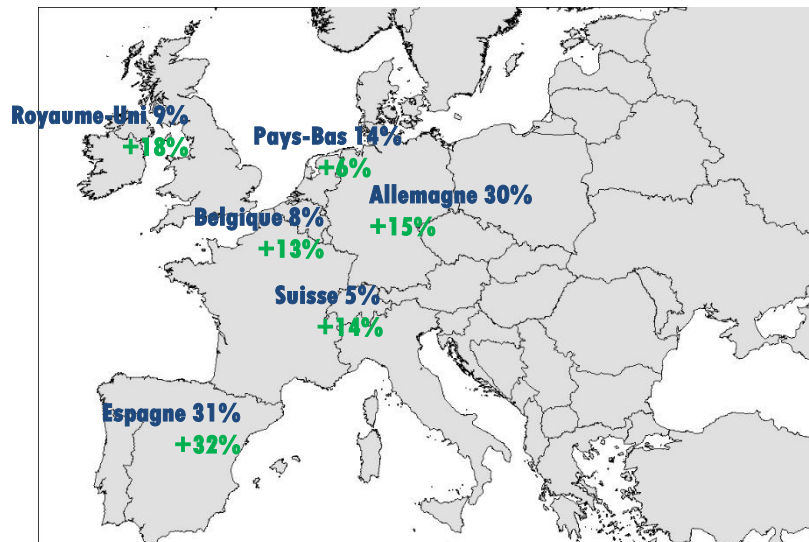 Royaume-Uni 9%
+18%
Pays-Bas 14%
+6%
Allemagne 30%
+15%
Belgique 8%
+13%
Suisse 5%
+14%
Espagne 31%
+32%